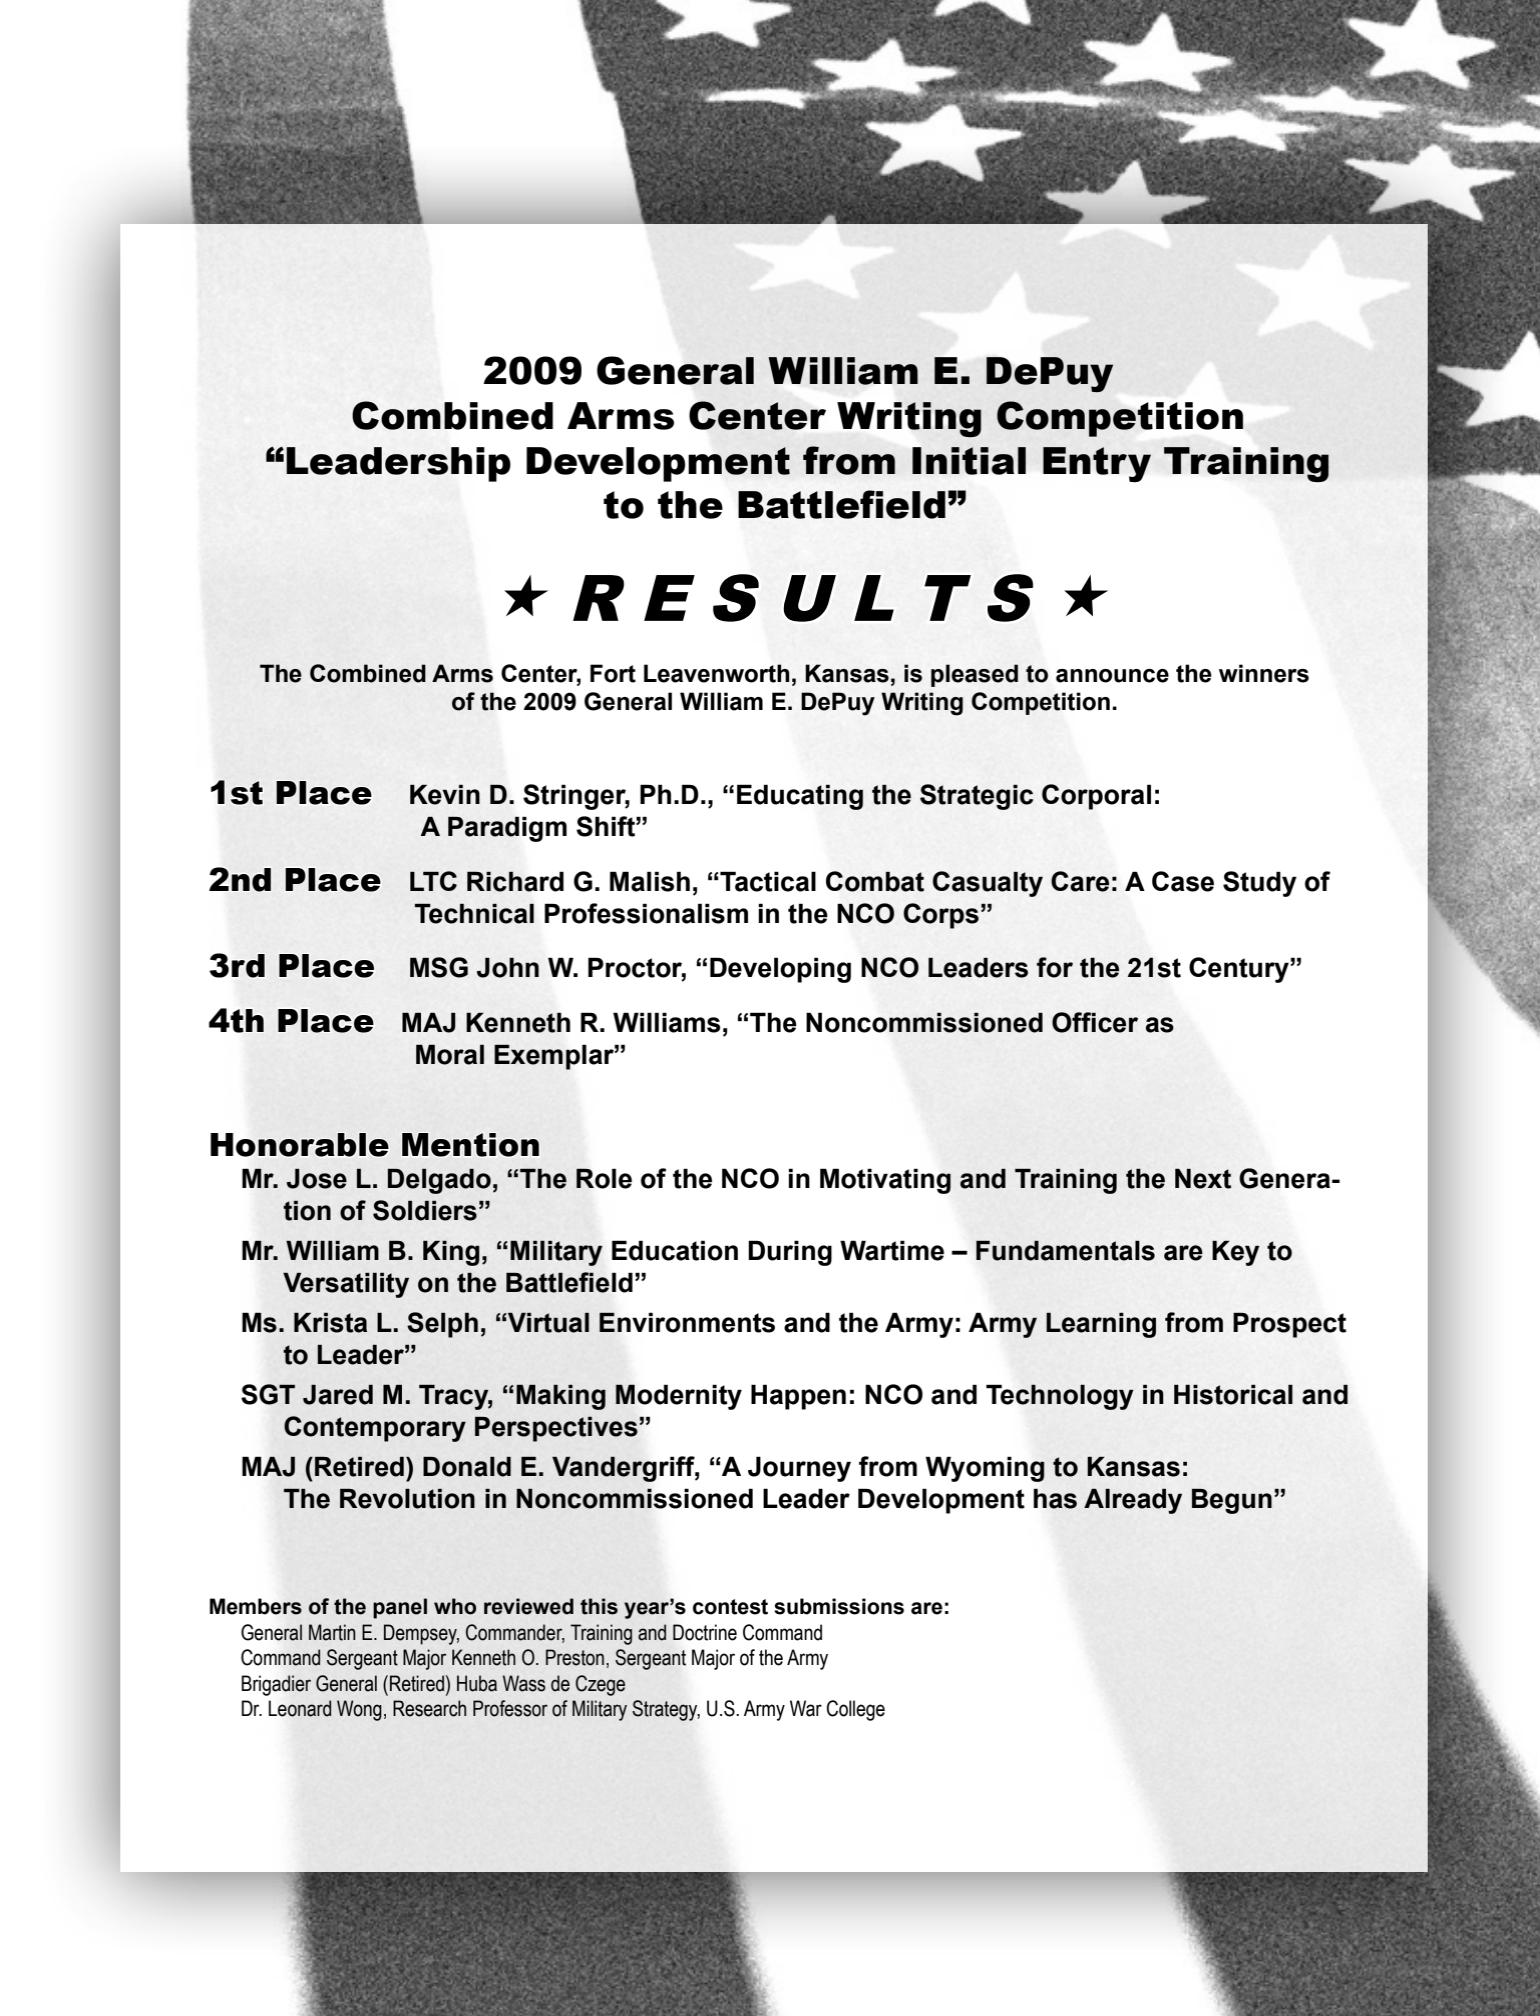 2009 General William E. DePuy
Combined Arms Center Writing Competition
“Leadership Development from Initial Entry Training
to the Battlefield”
★ R E S U L T S ★
The Combined Arms Center, Fort Leavenworth, Kansas, is pleased to announce the winners
of the 2009 General William E. DePuy Writing Competition.
1st Place Kevin D. Stringer, Ph.D., “Educating the Strategic Corporal:
A Paradigm Shift”
2nd Place LTC Richard G. Malish, “Tactical Combat Casualty Care: A Case Study of
Technical Professionalism in the NCO Corps”
3rd Place MSG John W. Proctor, “Developing NCO Leaders for the 21st Century”
4th Place MAJ Kenneth R. Williams, “The Noncommissioned Officer as
Moral Exemplar”
Honorable Mention
Mr. Jose L. Delgado, “The Role of the NCO in Motivating and Training the Next Genera-
tion of Soldiers”
Mr. William B. King, “Military Education During Wartime – Fundamentals are Key to
Versatility on the Battlefield”
Ms. Krista L. Selph, “Virtual Environments and the Army: Army Learning from Prospect
to Leader”
SGT Jared M. Tracy, “Making Modernity Happen: NCO and Technology in Historical and
Contemporary Perspectives”
MAJ (Retired) Donald E. Vandergriff, “A Journey from Wyoming to Kansas:
The Revolution in Noncommissioned Leader Development has Already Begun”
Members of the panel who reviewed this year’s contest submissions are:
General Martin E. Dempsey, Commander, Training and Doctrine Command
Command Sergeant Major Kenneth O. Preston, Sergeant Major of the Army
Brigadier General (Retired) Huba Wass de Czege
Dr. Leonard Wong, Research Professor of Military Strategy, U.S. Army War College